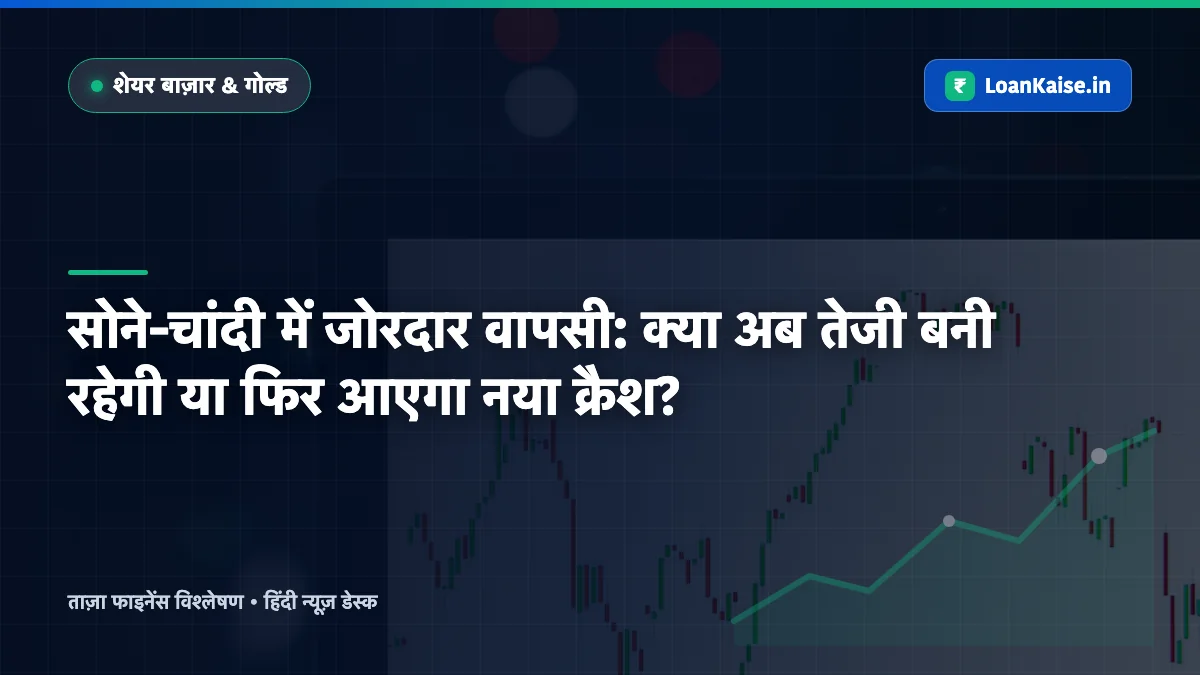 शेयर बाज़ार & गोल्ड
₹ LoanKaise.in
सोने-चांदी में जोरदार वापसी: क्या अब तेजी बनी
रहेगी या फिर आएगा नया क्रैश?
ताज़ा फाइनेंस विश्लेषण • हिंदी न्यूज़ डेस्क